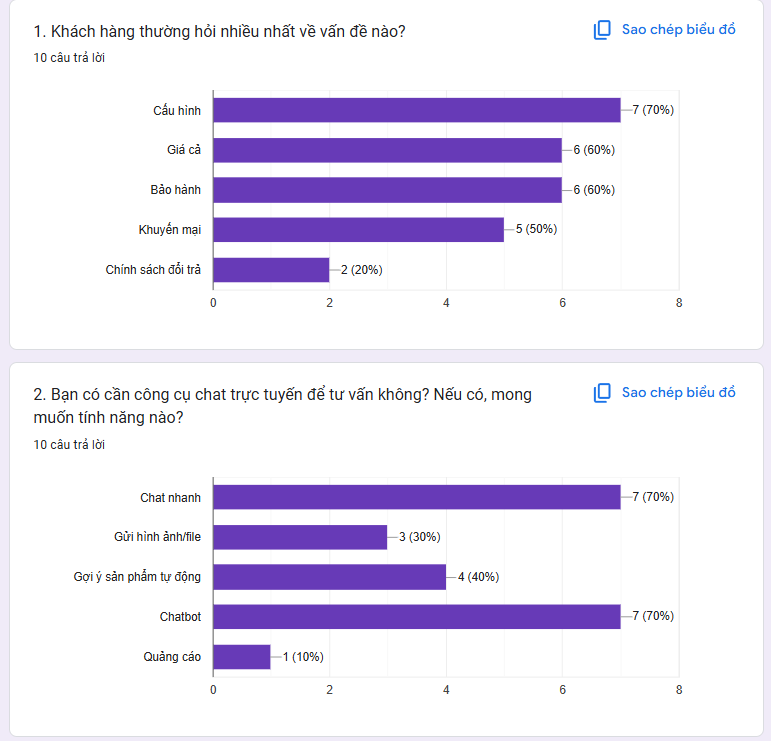 1. Khách hàng thường hỏi nhiều nhất về vấn đề nào?
Sao chép biểu đồ
10 câu trả lời
Cấu hình
7 (70%)
Giá cả
6 (60%)
Bảo hành
6 (60%)
Khuyến mại
5 (50%)
Chính sách đổi trả
2 (20%)
0 2 4 6 8
2. Bạn có cần công cụ chat trực tuyến để tư vấn không? Nếu có, mong
muốn tính năng nào?
Sao chép biểu đồ
10 câu trả lời
Chat nhanh
7 (70%)
Gửi hình ảnh/file
3 (30%)
Gợi ý sản phẩm tự động
4 (40%)
Chatbot
7 (70%)
Quảng cáo
1 (10%)
0 2 4 6 8